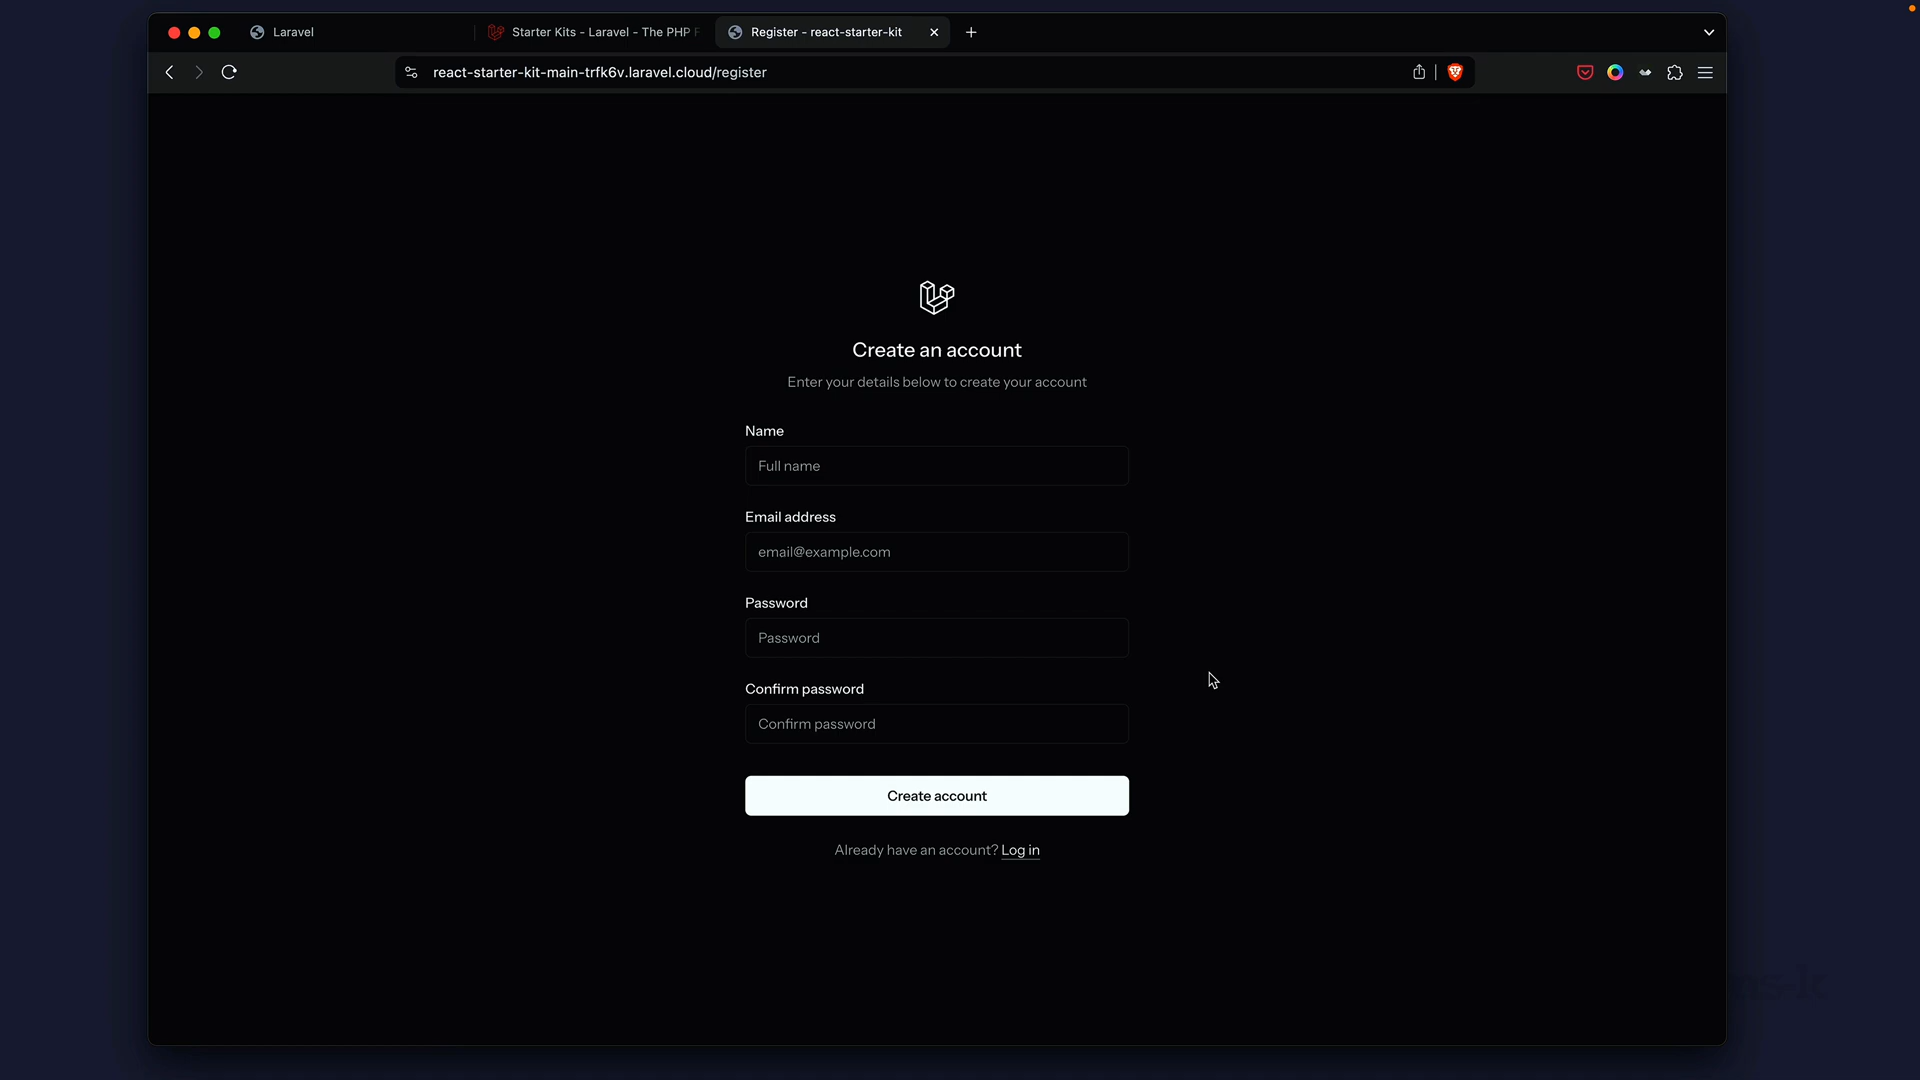 Laravel
Starter Kits - Laravel - The PHP F
Register - react-starter-kit
react-starter-kit-main-trfk6v.laravel.cloud/register
Create an account
Enter your details below to create your account
Name
Full name
Email address
email@example.com
Password
Password
Confirm password
Confirm password
Create account
Already have an account? Log in